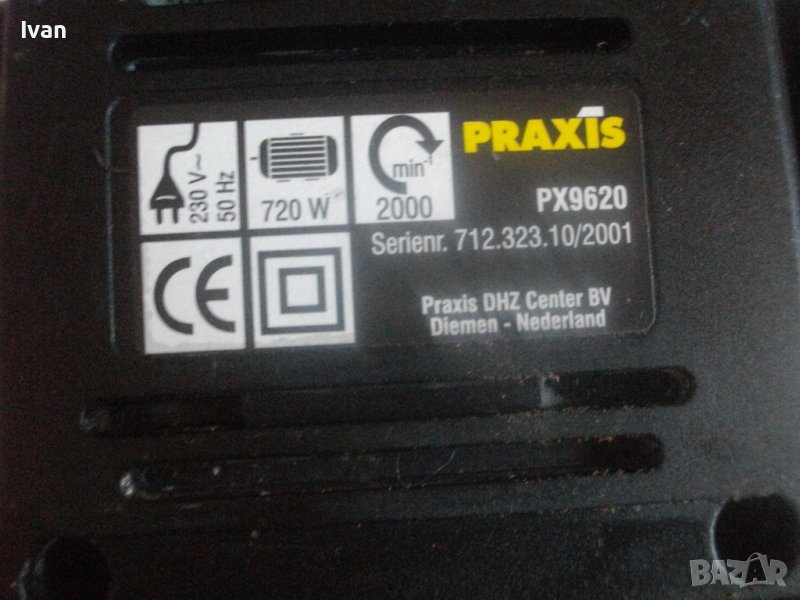 Ivan
PRAXIS
230 V~
50 Hz
720 W
min-1
2000
PX9620
Serienr. 712.323.10/2001
CE
Praxis DHZ Center BV
Diemen - Nederland
BAZAR